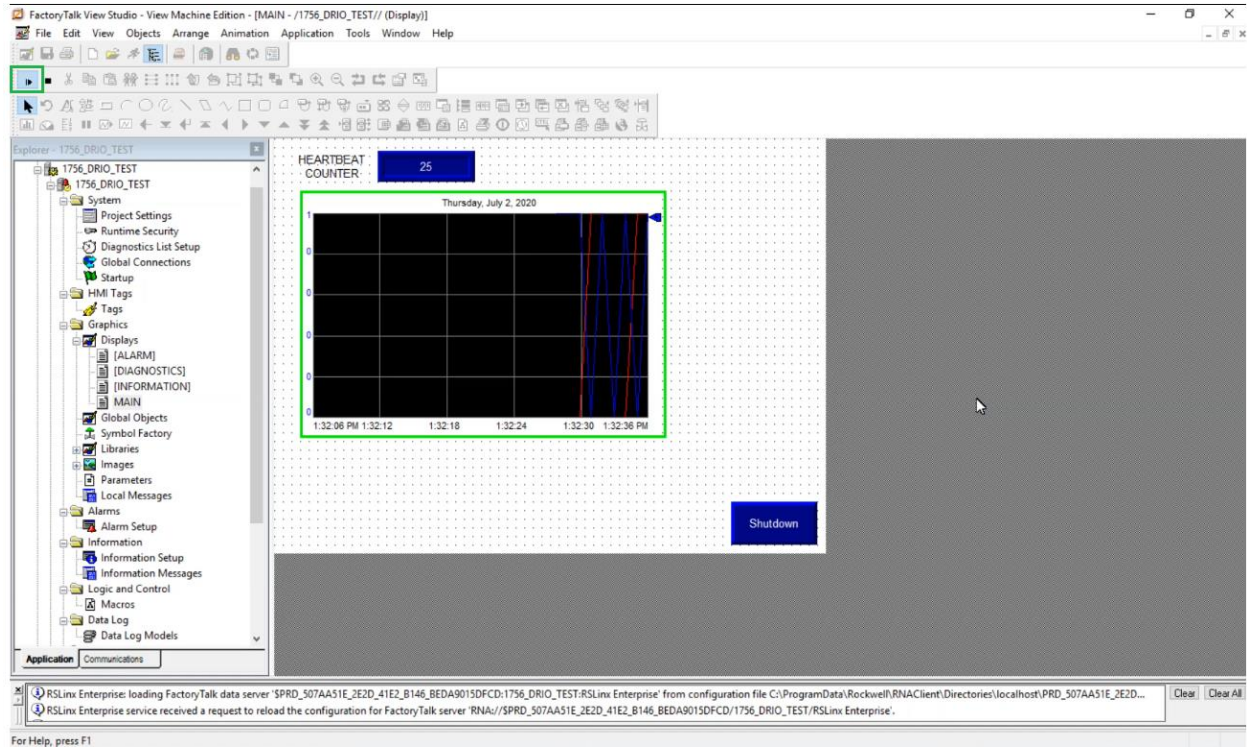 FactoryTalk View Studio - View Machine Edition - [MAIN - /1756_DRIO_TEST// (Display)]
File Edit View Objects Arrange Animation Application Tools Window Help
Explorer - 1756_DRIO_TEST
1756_DRIO_TEST
1756_DRIO_TEST
System
Project Settings
Runtime Security
Diagnostics List Setup
Global Connections
Startup
HMI Tags
Tags
Graphics
Displays
[ALARM]
[DIAGNOSTICS]
[INFORMATION]
MAIN
Global Objects
Symbol Factory
Libraries
Images
Parameters
Local Messages
Alarms
Alarm Setup
Information
Information Setup
Information Messages
Logic and Control
Macros
Data Log
Data Log Models
Application Communications
HEARTBEAT
COUNTER
25
Thursday, July 2, 2020
1
0
0
0
0
0
1:32:06 PM 1:32:12 1:32:18 1:32:24 1:32:30 1:32:36 PM
Shutdown
RSLinx Enterprise: loading FactoryTalk data server '$PRD_507AA51E_2E2D_41E2_B146_BEDA9015DFCD:1756_DRIO_TEST:RSLinx Enterprise' from configuration file C:\ProgramData\Rockwell\RNAClient\Directories\localhost\PRD_507AA51E_2E2D...
Clear Clear All
RSLinx Enterprise service received a request to reload the configuration for FactoryTalk server 'RNA://$PRD_507AA51E_2E2D_41E2_B146_BEDA9015DFCD/1756_DRIO_TEST/RSLinx Enterprise'.
For Help, press F1